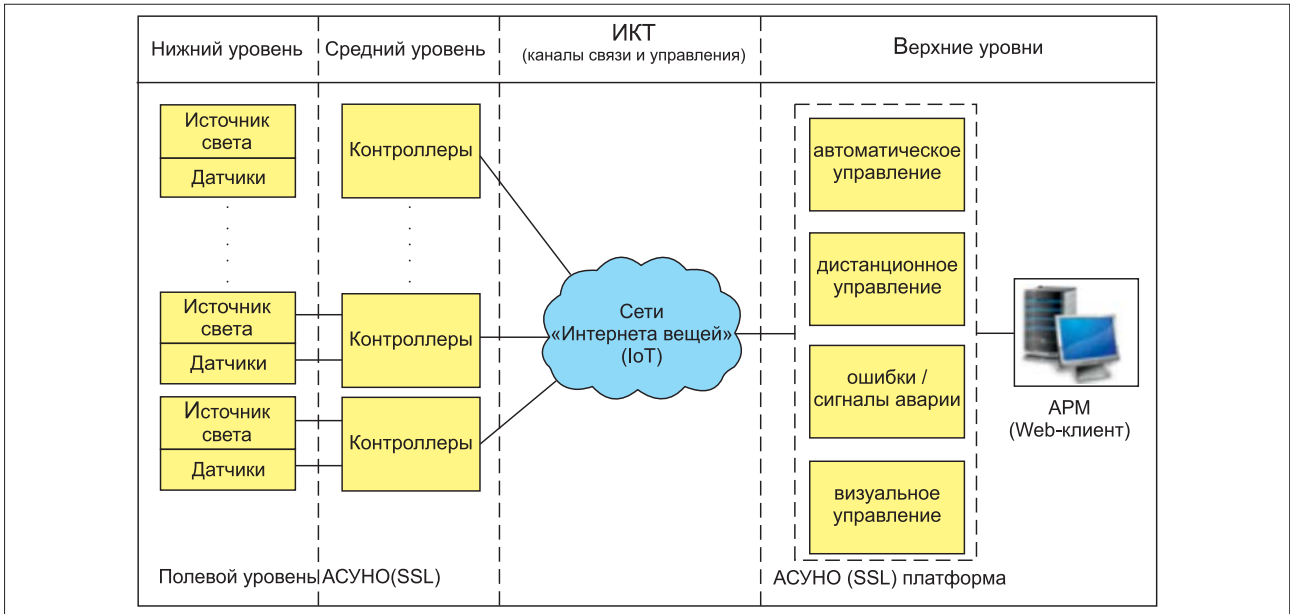 Нижний уровень
Средний уровень
ИКТ
(каналы связи и управления)
Верхние уровни
Источник
света
Датчики
Контроллеры
Источник
света
Датчики
Контроллеры
Источник
света
Датчики
Контроллеры
Сети
«Интернета вещей»
(IoT)
автоматическое
управление
дистанционное
управление
ошибки /
сигналы аварии
визуальное
управление
АРМ
(Web-клиент)
Полевой уровень АСУНО(SSL)
АСУНО (SSL) платформа